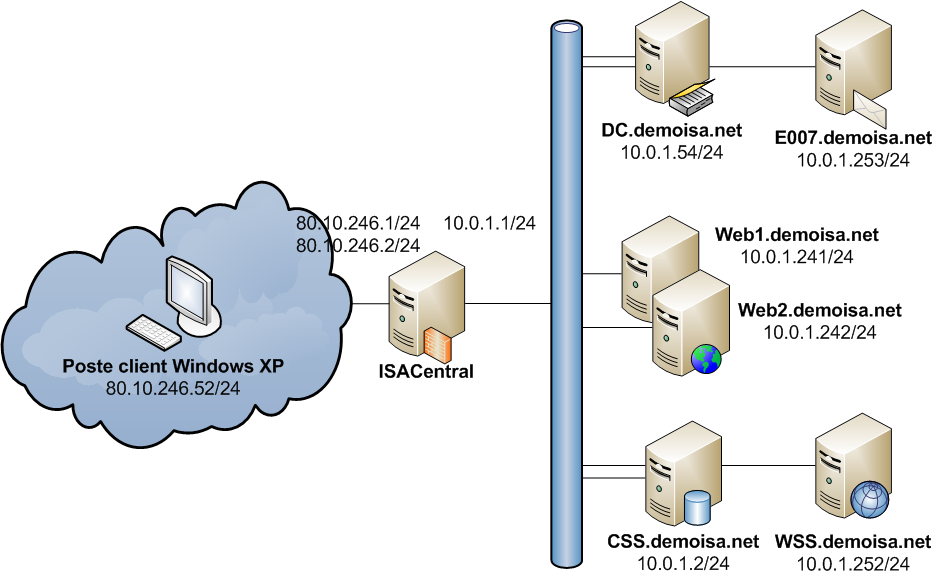 DC.demoisa.net
10.0.1.54/24
E007.demoisa.net
10.0.1.253/24
80.10.246.1/24
80.10.246.2/24
10.0.1.1/24
Web1.demoisa.net
10.0.1.241/24
Web2.demoisa.net
10.0.1.242/24
Poste client Windows XP
80.10.246.52/24
ISACentral
CSS.demoisa.net
10.0.1.2/24
WSS.demoisa.net
10.0.1.252/24